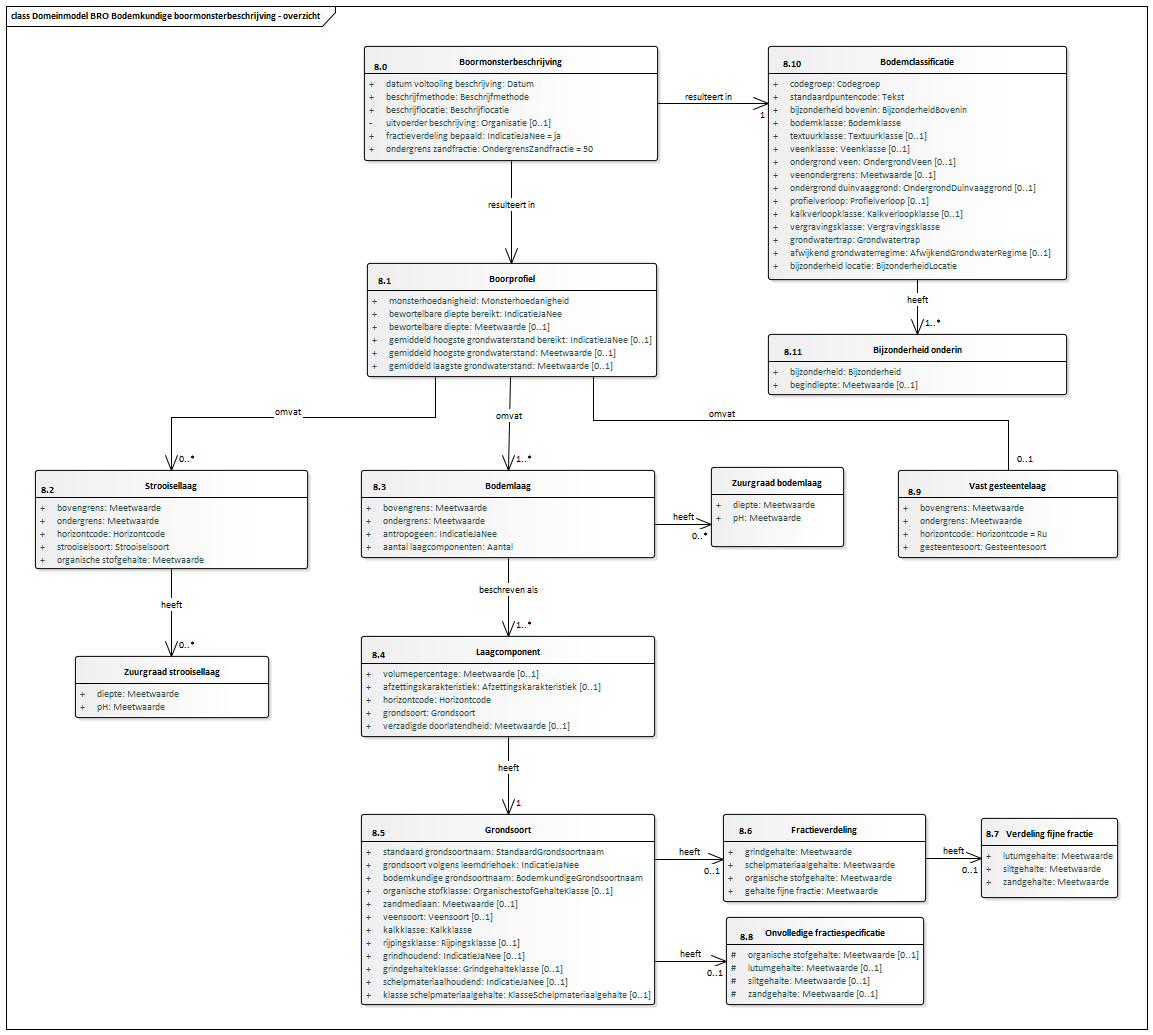 class Domeinmodel BRO Bodemkundige boormonsterbeschrijving - overzicht
8.0 Boormonsterbeschrijving
+ datum voltooiing beschrijving: Datum
+ beschrijfmethode: Beschrijfmethode
+ beschrijflocatie: Beschrijflocatie
- uitvoerder beschrijving: Organisatie [0..1]
+ fractieverdeling bepaald: IndicatieJaNee = ja
+ ondergrens zandfractie: OndergrensZandfractie = 50
resulteert in
1
8.10 Bodemclassificatie
+ codegroep: Codegroep
+ standaardpuntencode: Tekst
+ bijzonderheid bovenin: BijzonderheidBovenin
+ bodemklasse: Bodemklasse
+ textuurklasse: Textuurklasse [0..1]
+ veenklasse: Veenklasse [0..1]
+ ondergrond veen: OndergrondVeen [0..1]
+ veenondergrens: Meetwaarde [0..1]
+ ondergrond duinvaaggrond: OndergrondDuinvaaggrond [0..1]
+ profielverloop: Profielverloop [0..1]
+ kalkverloopklasse: Kalkverloopklasse [0..1]
+ vergravingsklasse: Vergravingsklasse
+ grondwatertrap: Grondwatertrap
+ afwijkend grondwaterregime: AfwijkendGrondwaterRegime [0..1]
+ bijzonderheid locatie: BijzonderheidLocatie
heeft
1..*
8.11 Bijzonderheid onderin
+ bijzonderheid: Bijzonderheid
+ begindiepte: Meetwaarde [0..1]
resulteert in
8.1 Boorprofiel
+ monsterhoedanigheid: Monsterhoedanigheid
+ bewortelbare diepte bereikt: IndicatieJaNee
+ bewortelbare diepte: Meetwaarde [0..1]
+ gemiddeld hoogste grondwaterstand bereikt: IndicatieJaNee [0..1]
+ gemiddeld hoogste grondwaterstand: Meetwaarde [0..1]
+ gemiddeld laagste grondwaterstand: Meetwaarde [0..1]
omvat
0..*
omvat
1..*
omvat
0..1
8.2 Strooisellaag
+ bovengrens: Meetwaarde
+ ondergrens: Meetwaarde
+ horizontcode: Horizontcode
+ strooiselsoort: Strooiselsoort
+ organische stofgehalte: Meetwaarde
heeft
0..*
Zuurgraad strooisellaag
+ diepte: Meetwaarde
+ pH: Meetwaarde
8.3 Bodemlaag
+ bovengrens: Meetwaarde
+ ondergrens: Meetwaarde
+ antropogeen: IndicatieJaNee
+ aantal laagcomponenten: Aantal
heeft
0..*
Zuurgraad bodemlaag
+ diepte: Meetwaarde
+ pH: Meetwaarde
8.9 Vast gesteentelaag
+ bovengrens: Meetwaarde
+ ondergrens: Meetwaarde
+ horizontcode: Horizontcode = Ru
+ gesteentesoort: Gesteentesoort
beschreven als
1..*
8.4 Laagcomponent
+ volumepercentage: Meetwaarde [0..1]
+ afzettingskarakteristiek: Afzettingskarakteristiek [0..1]
+ horizontcode: Horizontcode
+ grondsoort: Grondsoort
+ verzadigde doorlatendheid: Meetwaarde [0..1]
heeft
1
8.5 Grondsoort
+ standaard grondsoortnaam: StandaardGrondsoortnaam
+ grondsoort volgens leemdriehoek: IndicatieJaNee
+ bodemkundige grondsoortnaam: BodemkundigeGrondsoortnaam
+ organische stofklasse: OrganischestofGehalteKlasse [0..1]
+ zandmediaan: Meetwaarde [0..1]
+ veensoort: Veensoort [0..1]
+ kalkklasse: Kalkklasse
+ rijpingsklasse: Rijpingsklasse [0..1]
+ grindhoudend: IndicatieJaNee [0..1]
+ grindgehalteklasse: Grindgehalteklasse [0..1]
+ schelpmateriaalhoudend: IndicatieJaNee [0..1]
+ klasse schelpmateriaalgehalte: KlasseSchelpmateriaalgehalte [0..1]
heeft
0..1
8.6 Fractieverdeling
+ grindgehalte: Meetwaarde
+ schelpmateriaalgehalte: Meetwaarde
+ organische stofgehalte: Meetwaarde
+ gehalte fijne fractie: Meetwaarde
heeft
0..1
8.7 Verdeling fijne fractie
+ lutumgehalte: Meetwaarde
+ siltgehalte: Meetwaarde
+ zandgehalte: Meetwaarde
heeft
0..1
8.8 Onvolledige fractiespecificatie
# organische stofgehalte: Meetwaarde [0..1]
# lutumgehalte: Meetwaarde [0..1]
# siltgehalte: Meetwaarde [0..1]
# zandgehalte: Meetwaarde [0..1]